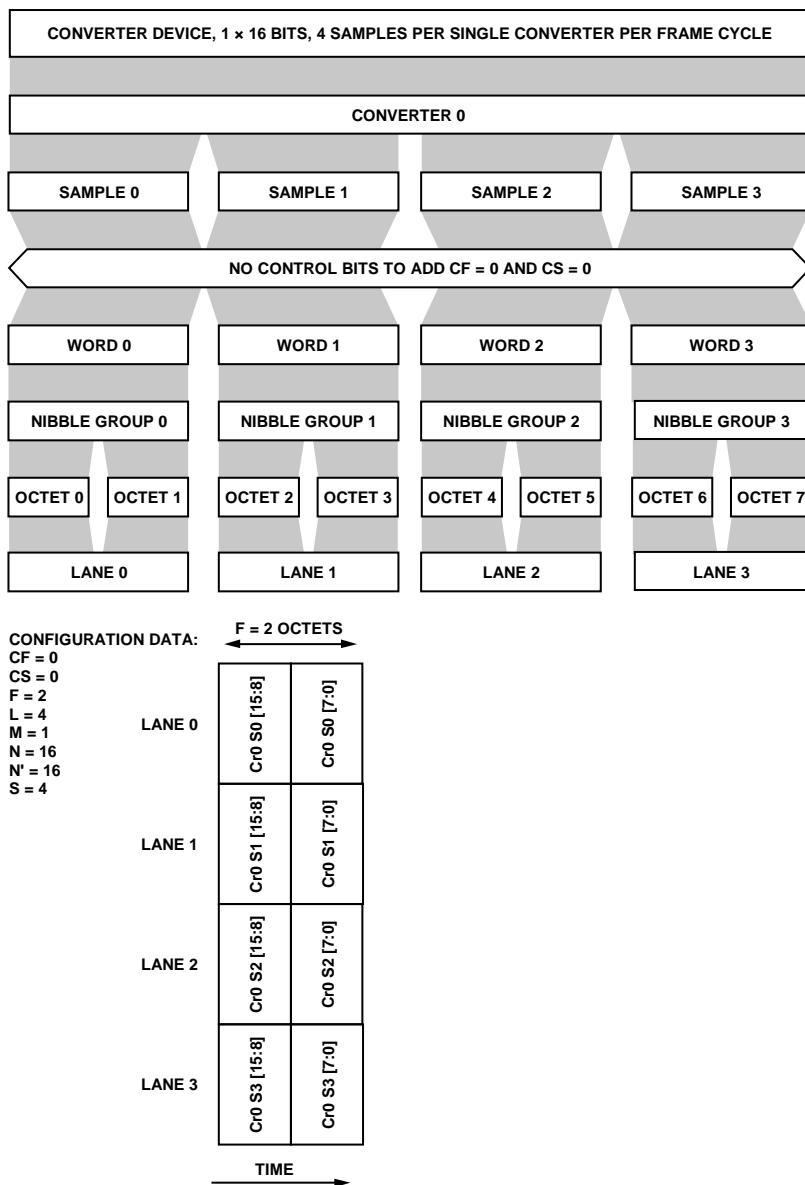 CONVERTER DEVICE, 1 × 16 BITS, 4 SAMPLES PER SINGLE CONVERTER PER FRAME CYCLE
CONVERTER 0
SAMPLE 0 SAMPLE 1 SAMPLE 2 SAMPLE 3
NO CONTROL BITS TO ADD CF = 0 AND CS = 0
WORD 0 WORD 1 WORD 2 WORD 3
NIBBLE GROUP 0 NIBBLE GROUP 1 NIBBLE GROUP 2 NIBBLE GROUP 3
OCTET 0 OCTET 1 OCTET 2 OCTET 3 OCTET 4 OCTET 5 OCTET 6 OCTET 7
LANE 0 LANE 1 LANE 2 LANE 3
CONFIGURATION DATA:
CF = 0
CS = 0
F = 2
L = 4
M = 1
N = 16
N' = 16
S = 4
F = 2 OCTETS
LANE 0
Cr0 S0 [15:8]
Cr0 S0 [7:0]
LANE 1
Cr0 S1 [15:8]
Cr0 S1 [7:0]
LANE 2
Cr0 S2 [15:8]
Cr0 S2 [7:0]
LANE 3
Cr0 S3 [15:8]
Cr0 S3 [7:0]
TIME